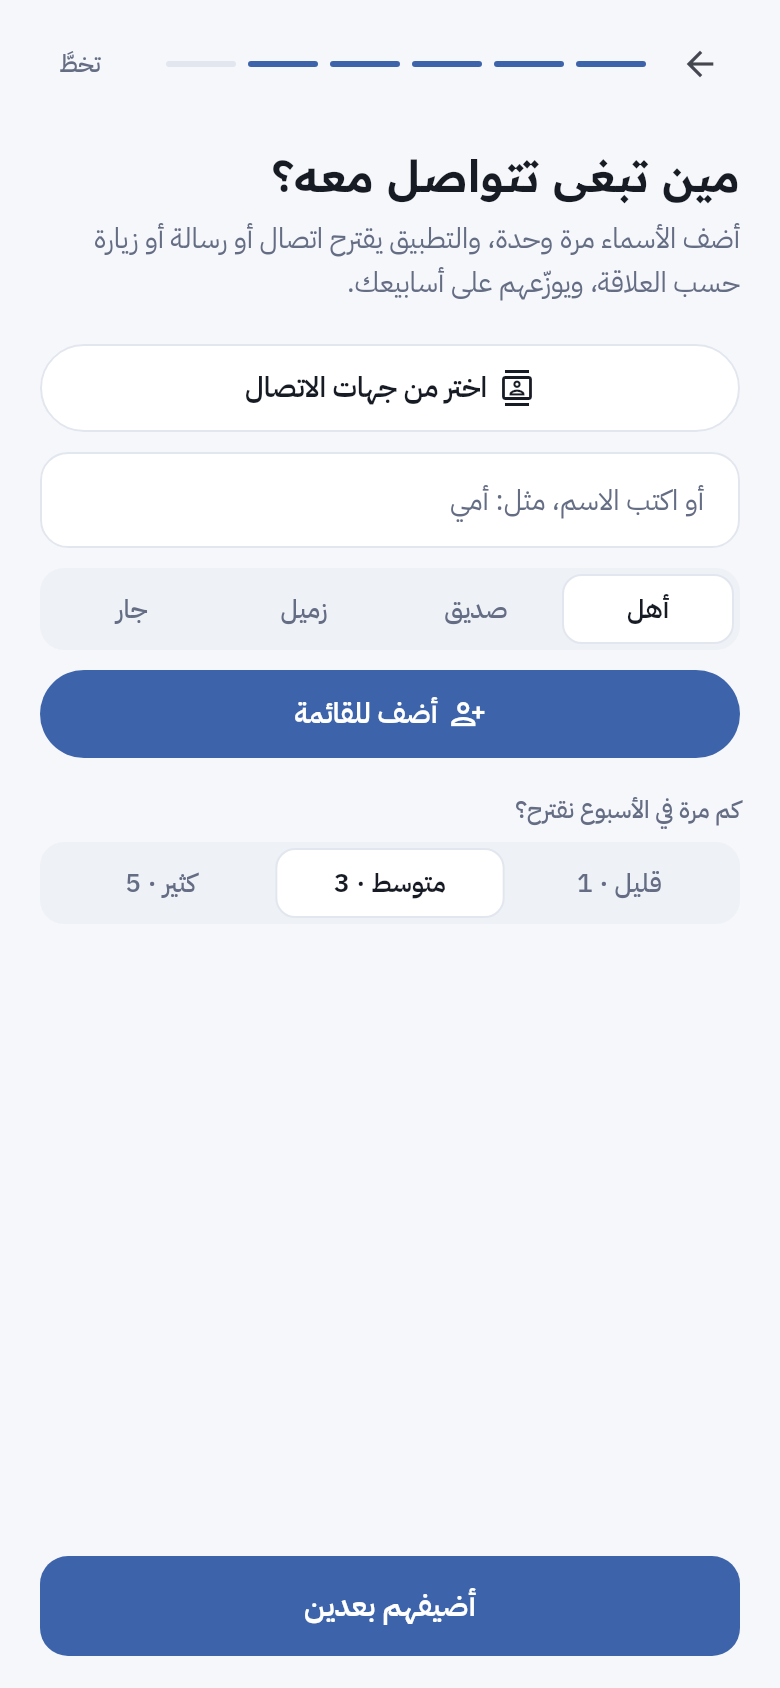 تخطَّ
مين تبغى تتواصل معه؟
أضف الأسماء مرة وحدة، والتطبيق يقترح اتصال أو رسالة أو زيارة
حسب العلاقة، ويوزّعهم على أسابيعك.
اختر من جهات الاتصال
أو اكتب الاسم، مثل: أمي
أهل صديق زميل جار
أضف للقائمة
كم مرة في الأسبوع نقترح؟
قليل · 1 متوسط · 3 كثير · 5
أضيفهم بعدين